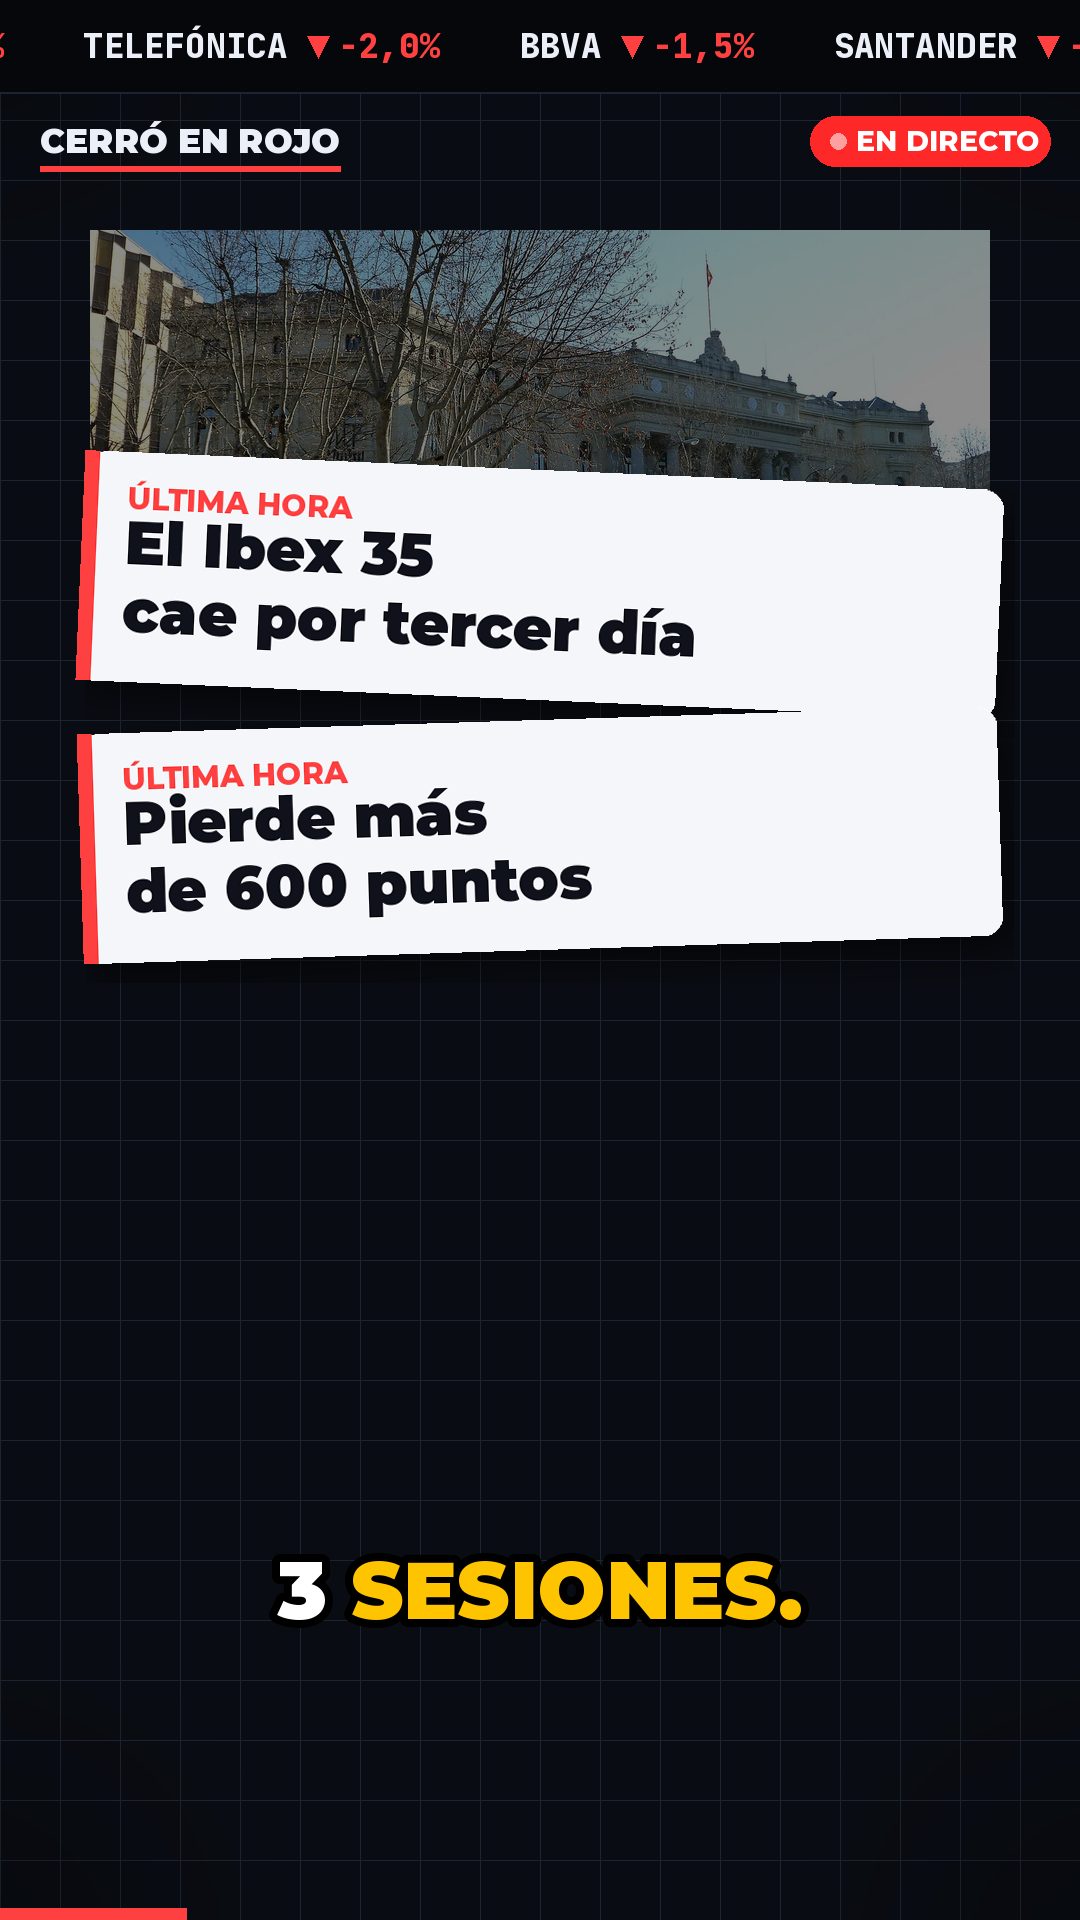 % TELEFÓNICA ▼ -2,0% BBVA ▼ -1,5% SANTANDER ▼ -
CERRÓ EN ROJO
EN DIRECTO
ÚLTIMA HORA
El Ibex 35
cae por tercer día
ÚLTIMA HORA
Pierde más
de 600 puntos
3 SESIONES.